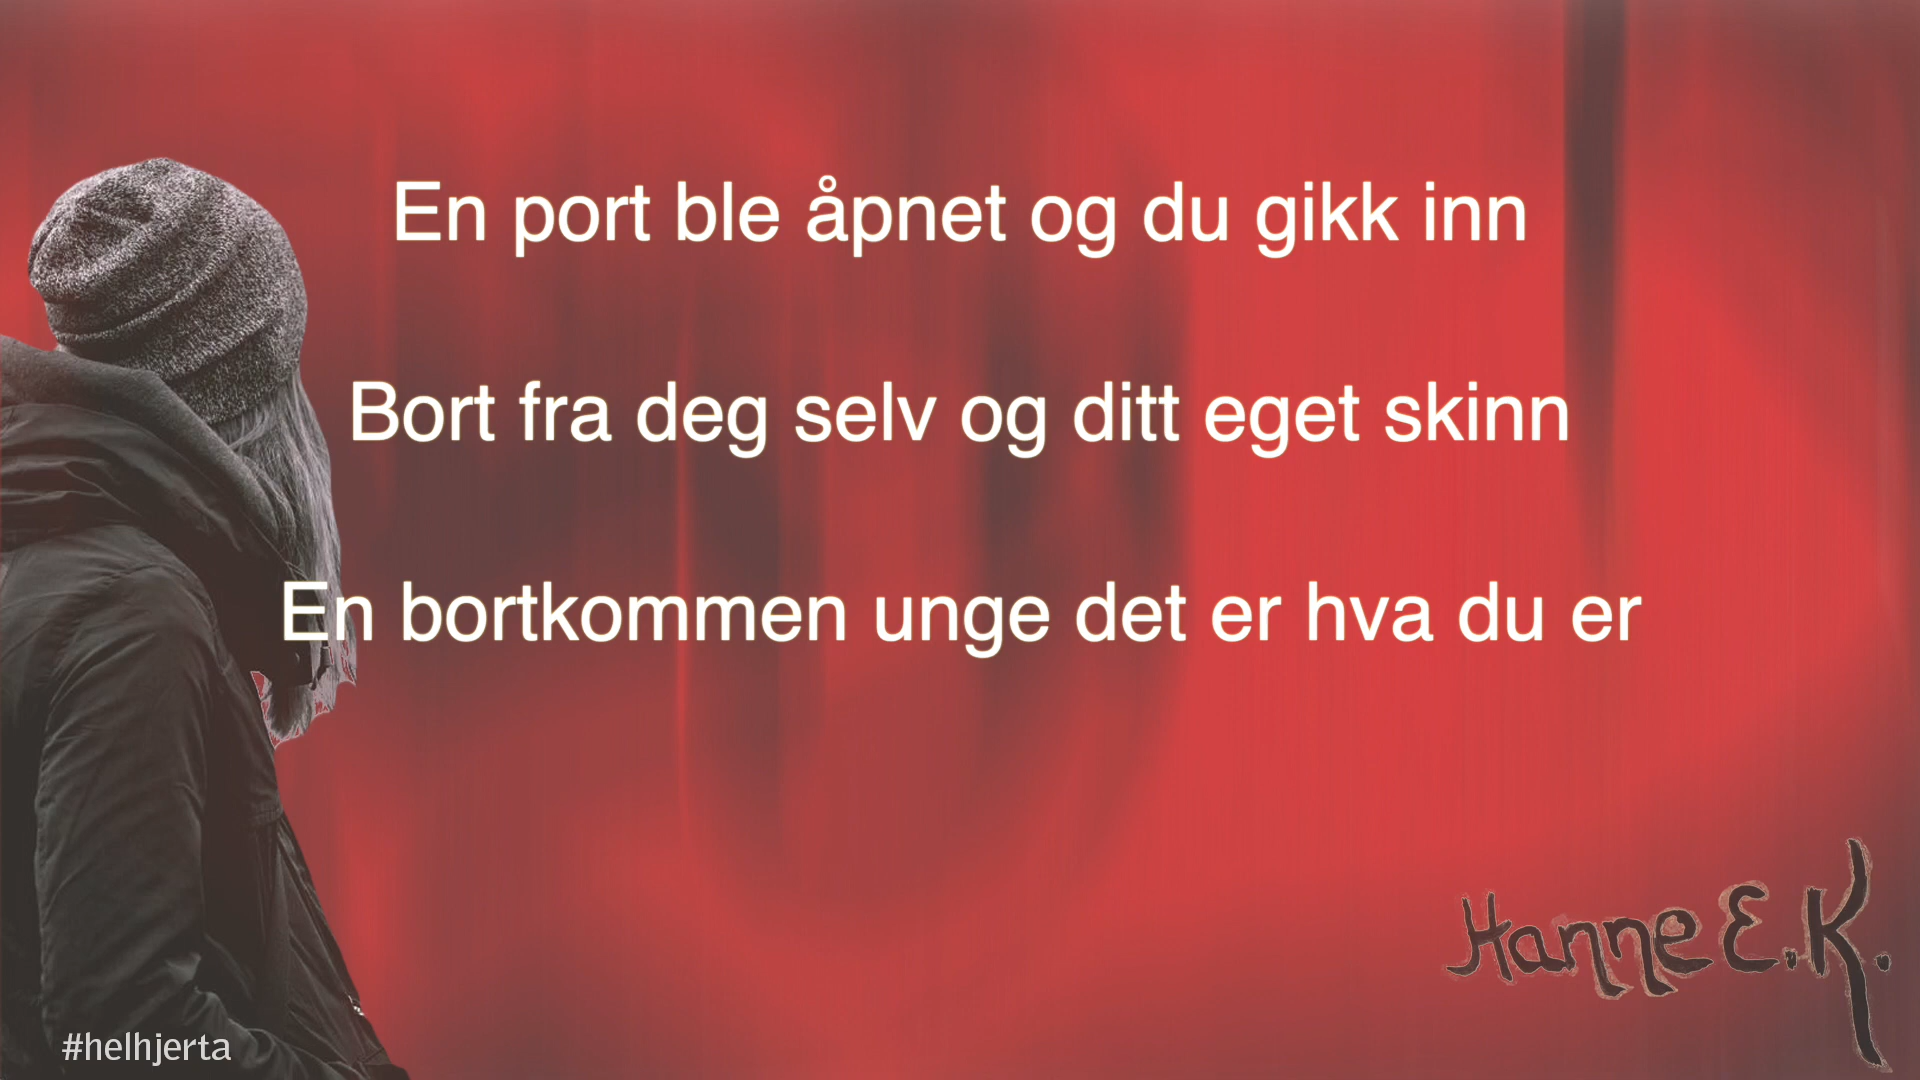 En port ble åpnet og du gikk inn
Bort fra deg selv og ditt eget skinn
En bortkommen unge det er hva du er
Hanne E.K.
#helhjerta